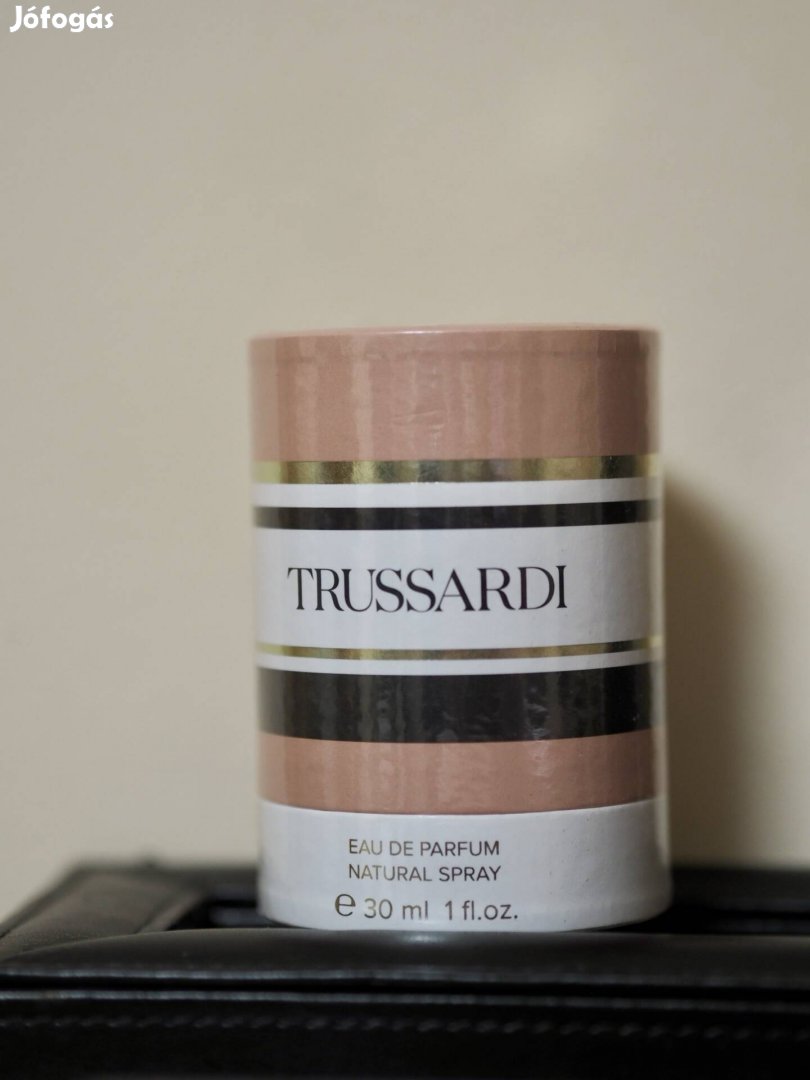 Jófogás
TRUSSARDI
EAU DE PARFUM
NATURAL SPRAY
℮ 30 ml 1 fl.oz.